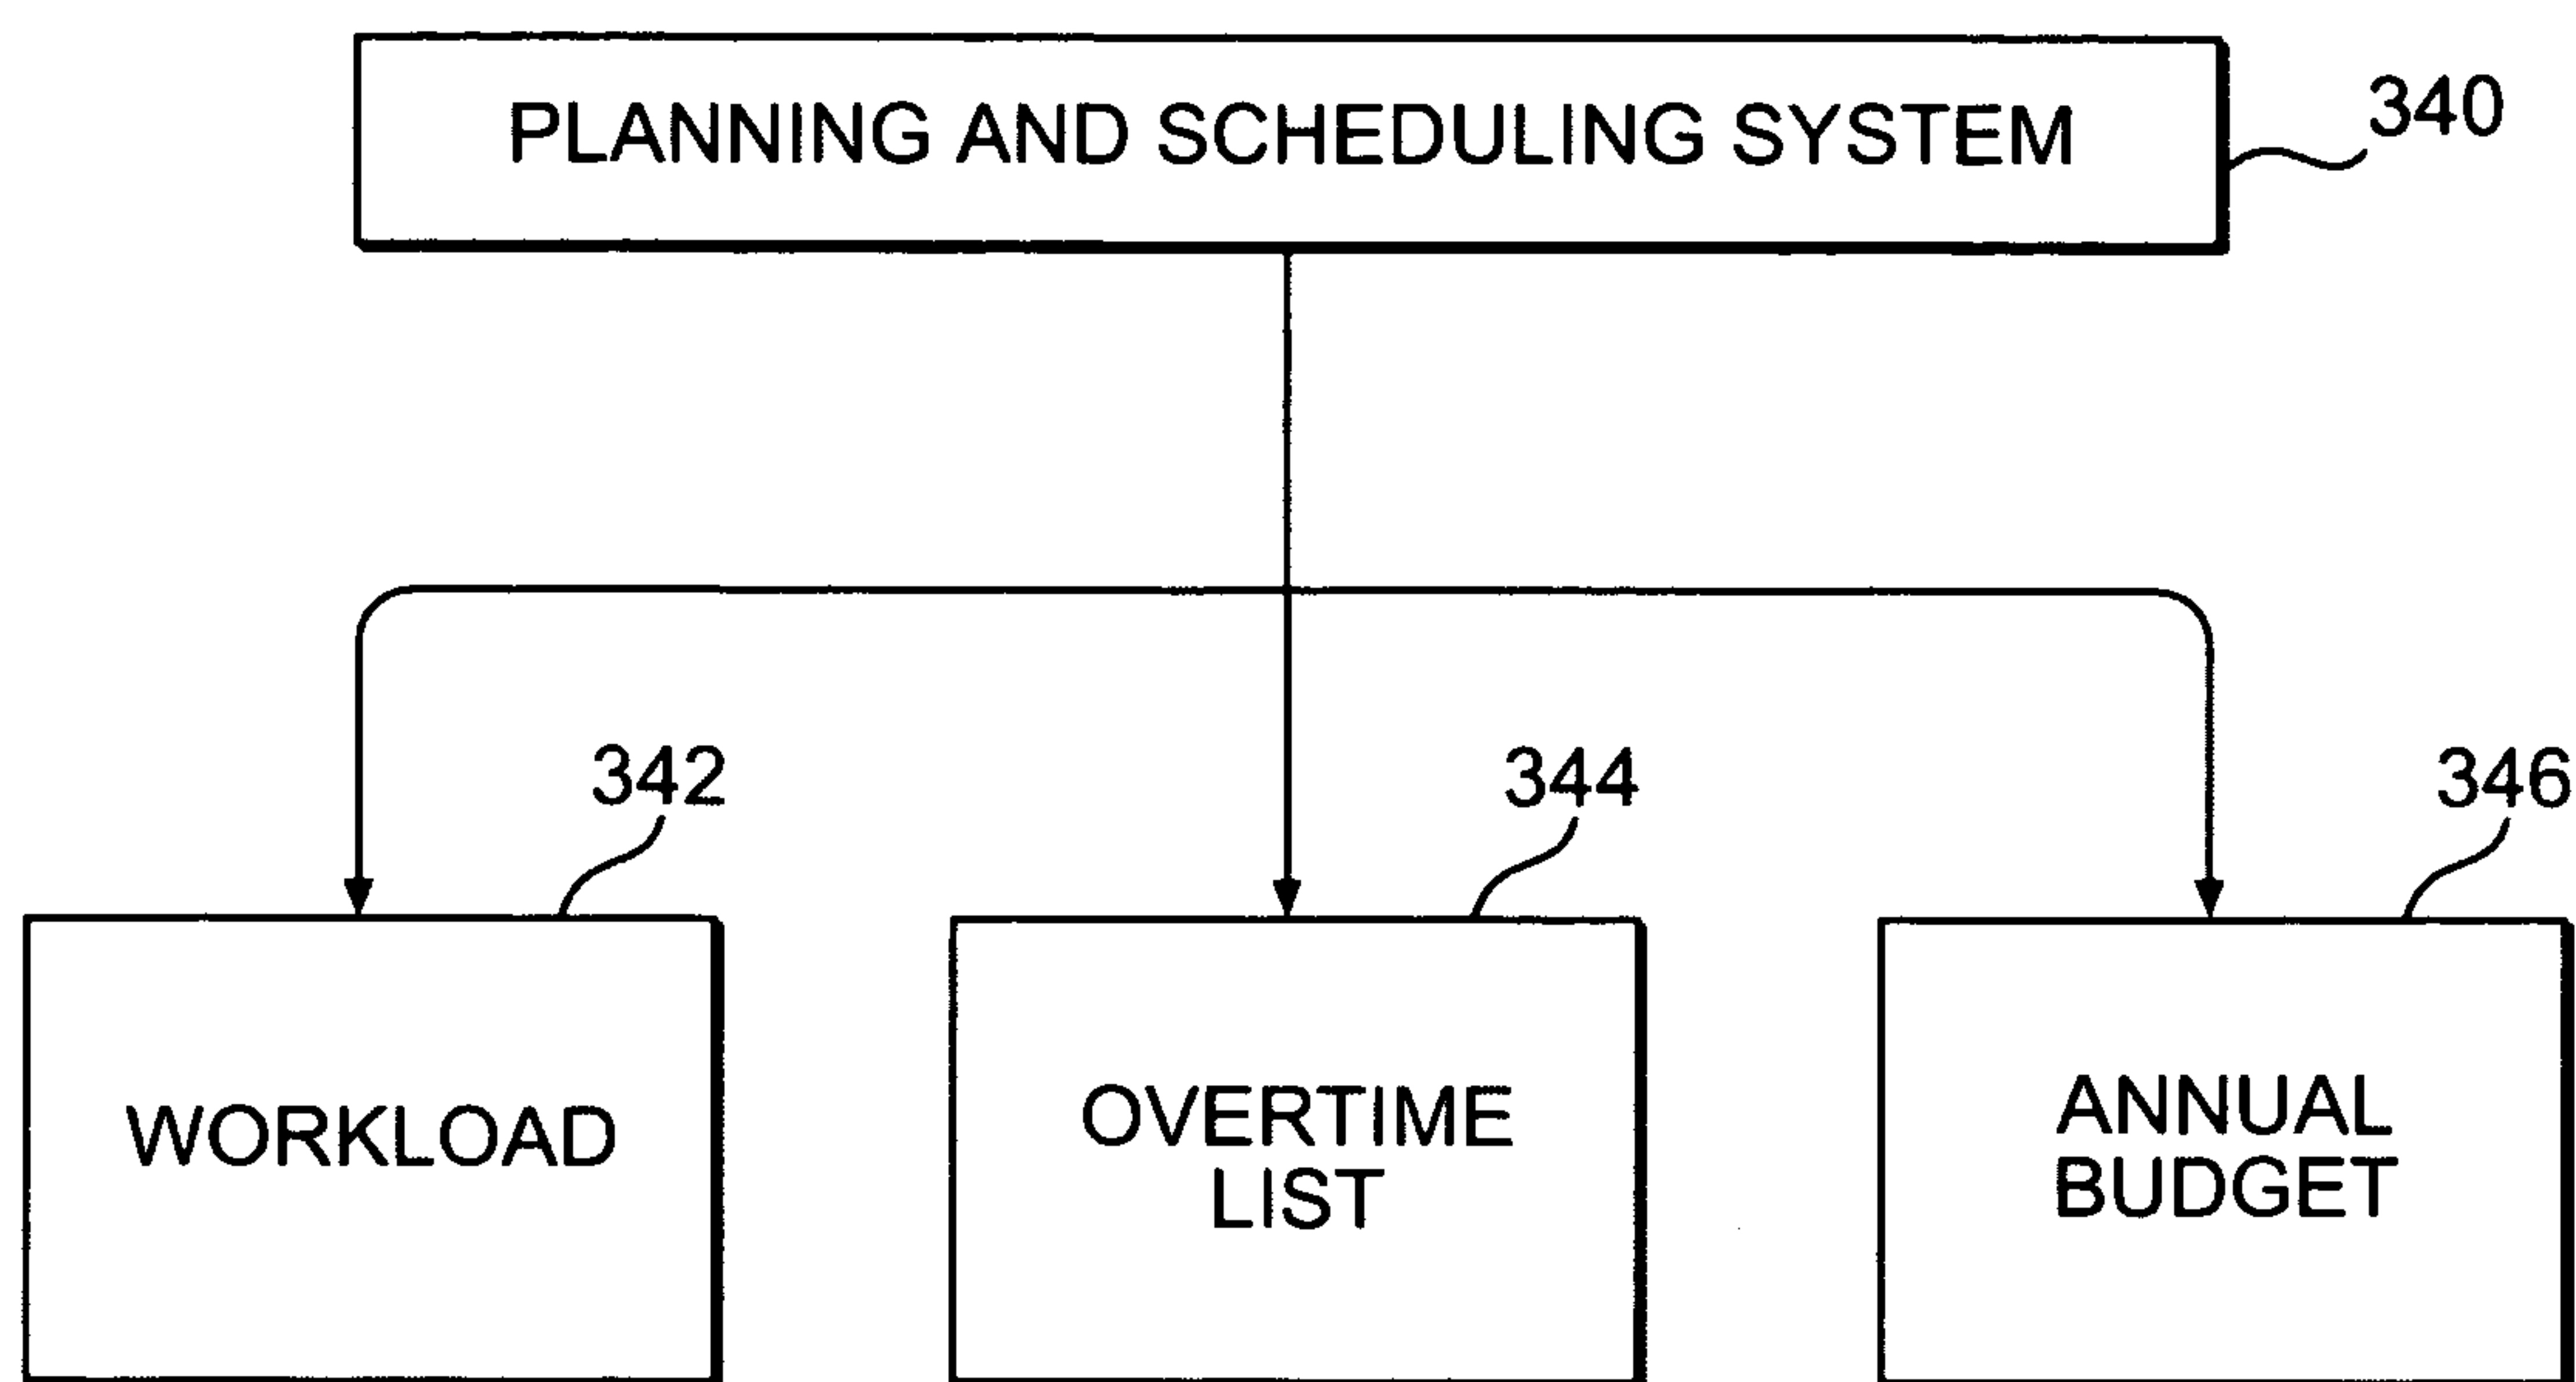 PLANNING AND SCHEDULING SYSTEM
340
342
344
346
WORKLOAD
OVERTIME
LIST
ANNUAL
BUDGET